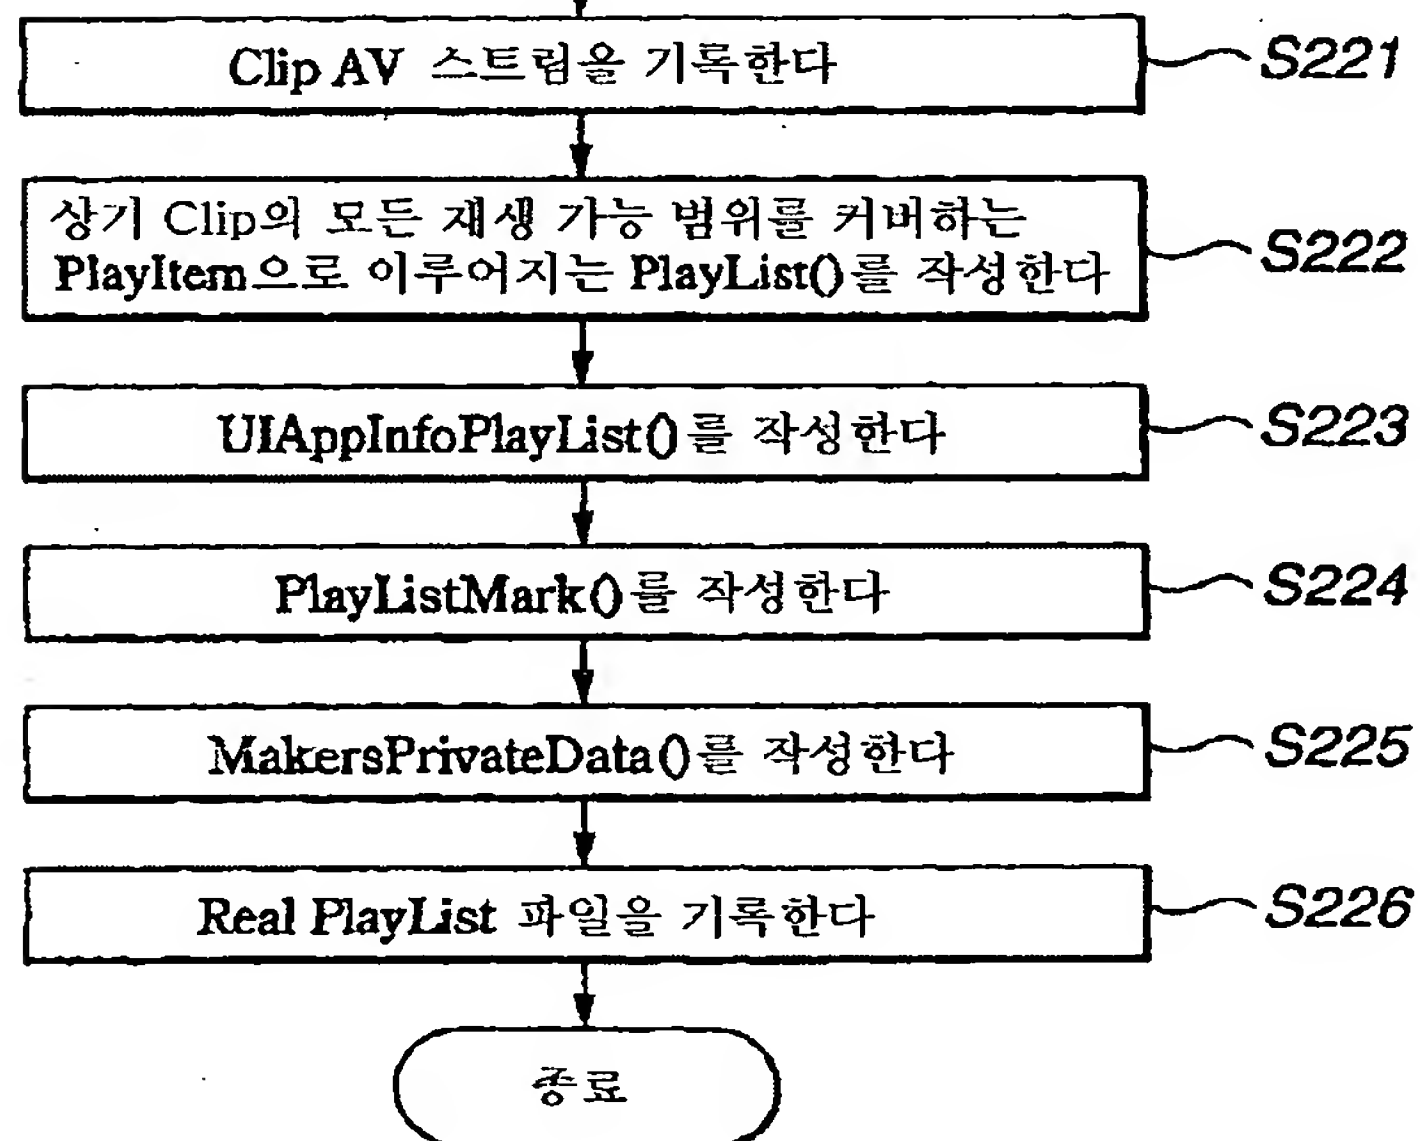 Clip AV 스트림을 기록한다
S221
상기 Clip의 모든 재생 가능 범위를 커버하는
PlayItem으로 이루어지는 PlayList()를 작성한다
S222
UIAppInfoPlayList()를 작성한다
S223
PlayListMark()를 작성한다
S224
MakersPrivateData()를 작성한다
S225
Real PlayList 파일을 기록한다
S226
종료